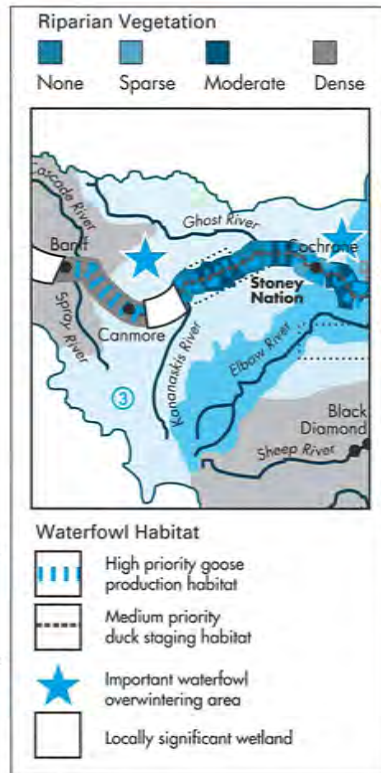 Riparian Vegetation
None Sparse Moderate Dense
Cascade River
Ghost River
Banff
Cochrane
Stoney
Nation
Spray River
Canmore
Kananaskis River
Elbow River
3
Black
Diamond
Sheep River
Waterfowl Habitat
High priority goose
production habitat
Medium priority
duck staging habitat
Important waterfowl
overwintering area
Locally significant wetland